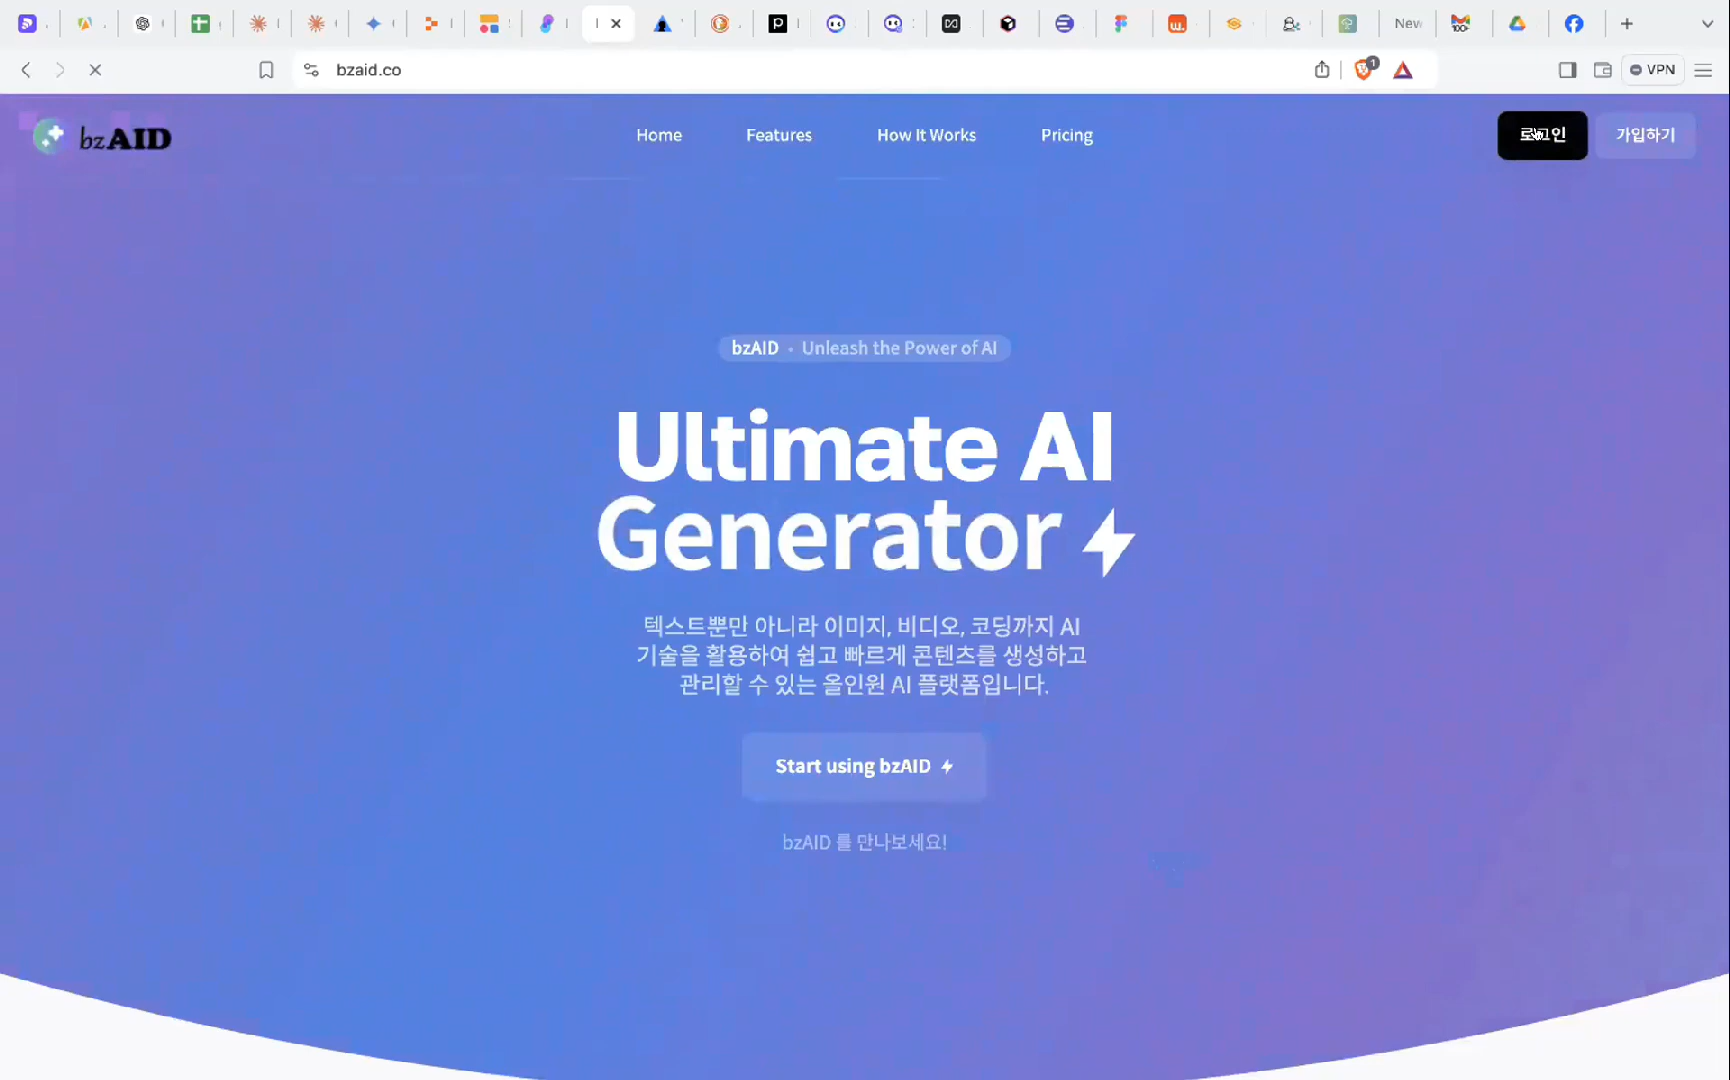 New
bzaid.co
1
VPN
bzAID
Home
Features
How It Works
Pricing
로그인
가입하기
bzAID • Unleash the Power of AI
Ultimate AI
Generator
텍스트뿐만 아니라 이미지, 비디오, 코딩까지 AI
기술을 활용하여 쉽고 빠르게 콘텐츠를 생성하고
관리할 수 있는 올인원 AI 플랫폼입니다.
Start using bzAID
bzAID 를 만나보세요!